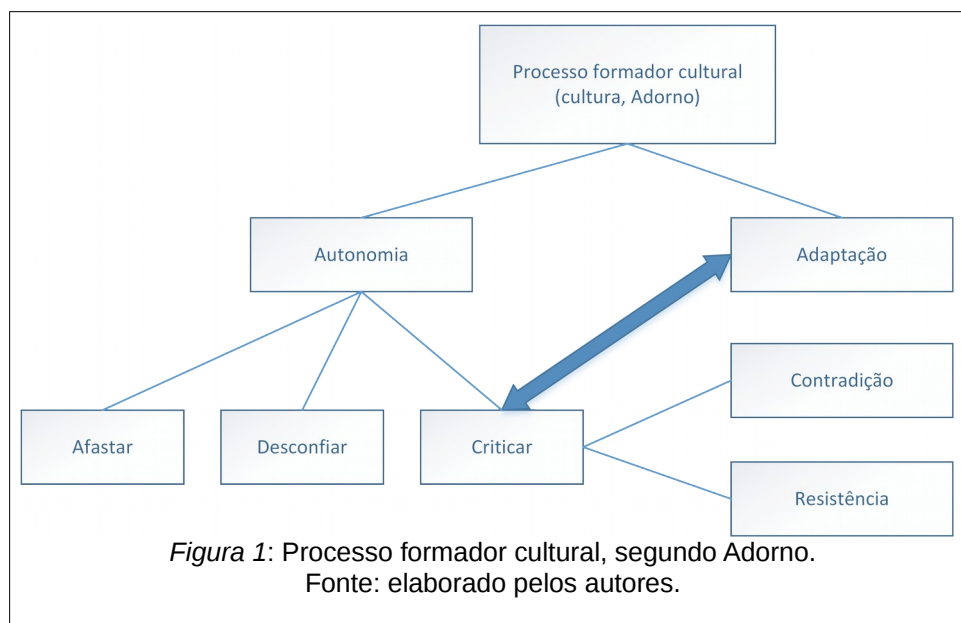 Processo formador cultural
(cultura, Adorno)
Autonomia
Adaptação
Contradição
Afastar
Desconfiar
Criticar
Resistência
Figura 1: Processo formador cultural, segundo Adorno.
Fonte: elaborado pelos autores.